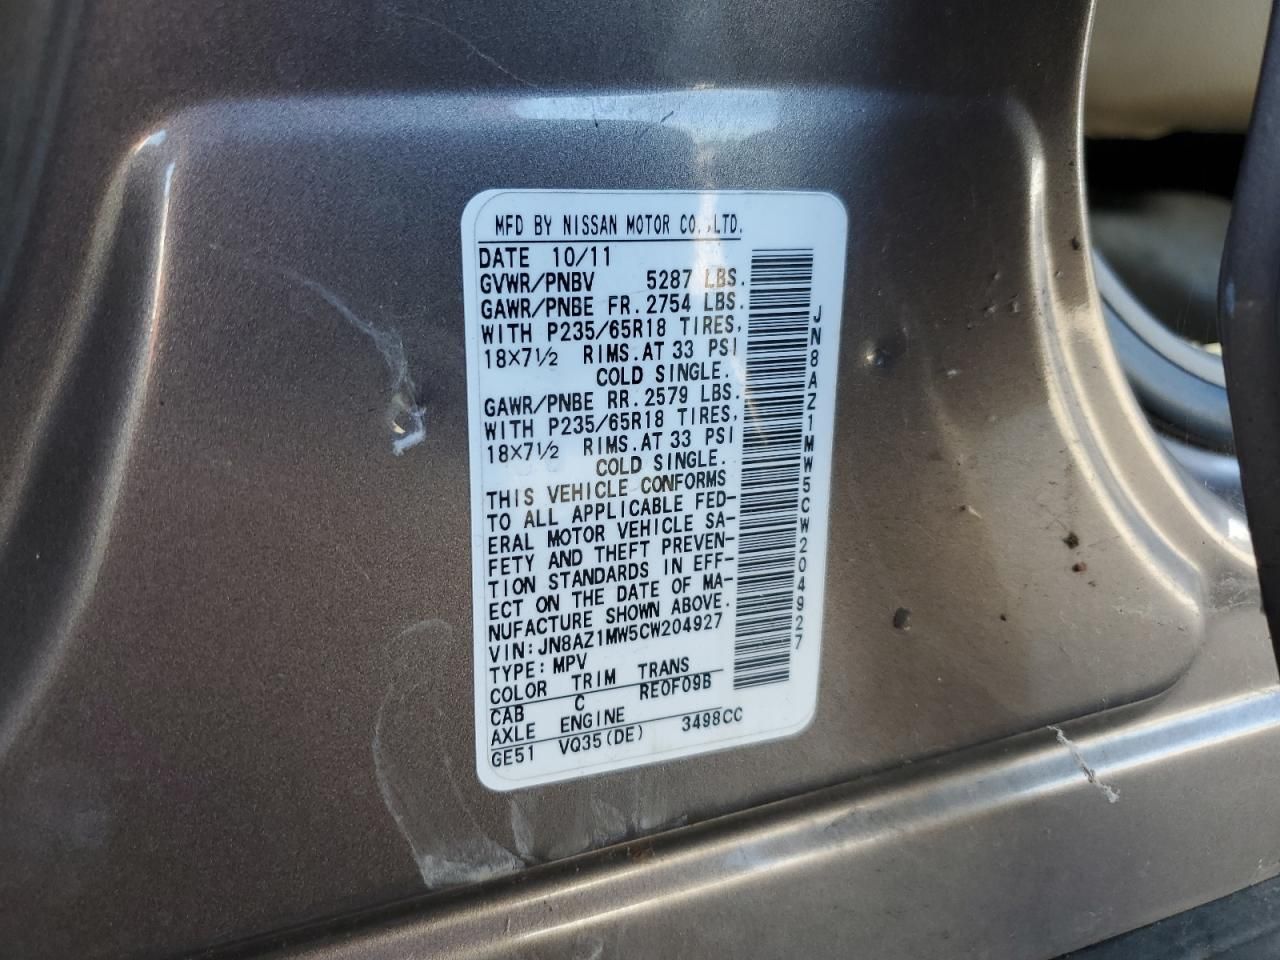 MFD BY NISSAN MOTOR CO.,LTD.
DATE 10/11
GVWR/PNBV 5287 LBS.
GAWR/PNBE FR. 2754 LBS.
WITH P235/65R18 TIRES,
18×7½ RIMS. AT 33 PSI
COLD SINGLE.
GAWR/PNBE RR. 2579 LBS.
WITH P235/65R18 TIRES,
18×7½ RIMS. AT 33 PSI
COLD SINGLE.
THIS VEHICLE CONFORMS
TO ALL APPLICABLE FED-
ERAL MOTOR VEHICLE SA-
FETY AND THEFT PREVEN-
TION STANDARDS IN EFF-
ECT ON THE DATE OF MA-
NUFACTURE SHOWN ABOVE.
VIN:JN8AZ1MW5CW204927
TYPE:MPV
COLOR TRIM TRANS
CAB C RE0F09B
AXLE ENGINE
GE51 VQ35(DE) 3498CC
JN8AZ1MW5CW204927